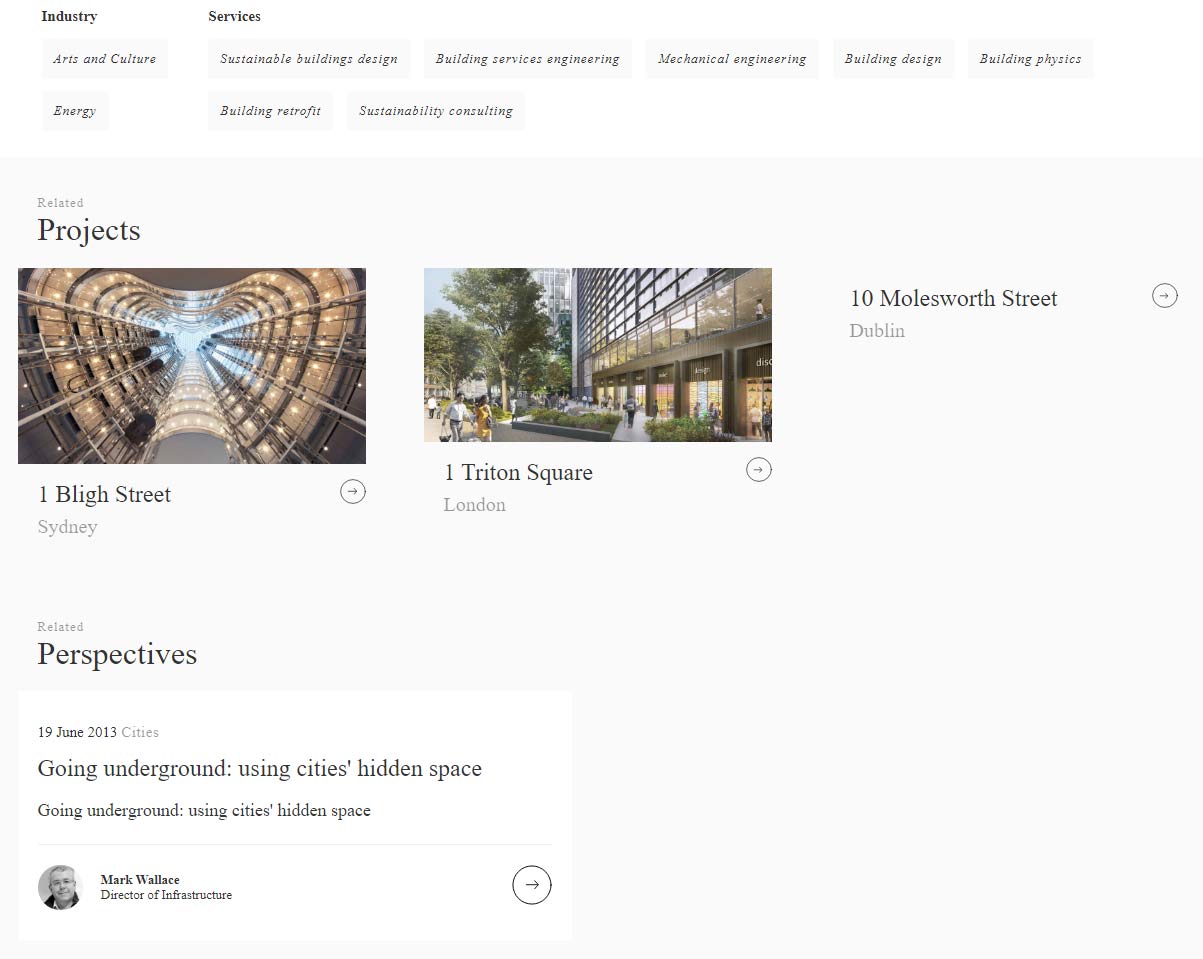 Industry
Services
Arts and Culture
Sustainable buildings design
Building services engineering
Mechanical engineering
Building design
Building physics
Energy
Building retrofit
Sustainability consulting
Related
Projects
design
disc
1 Bligh Street
Sydney
1 Triton Square
London
10 Molesworth Street
Dublin
Related
Perspectives
19 June 2013 Cities
Going underground: using cities' hidden space
Going underground: using cities' hidden space
Mark Wallace
Director of Infrastructure